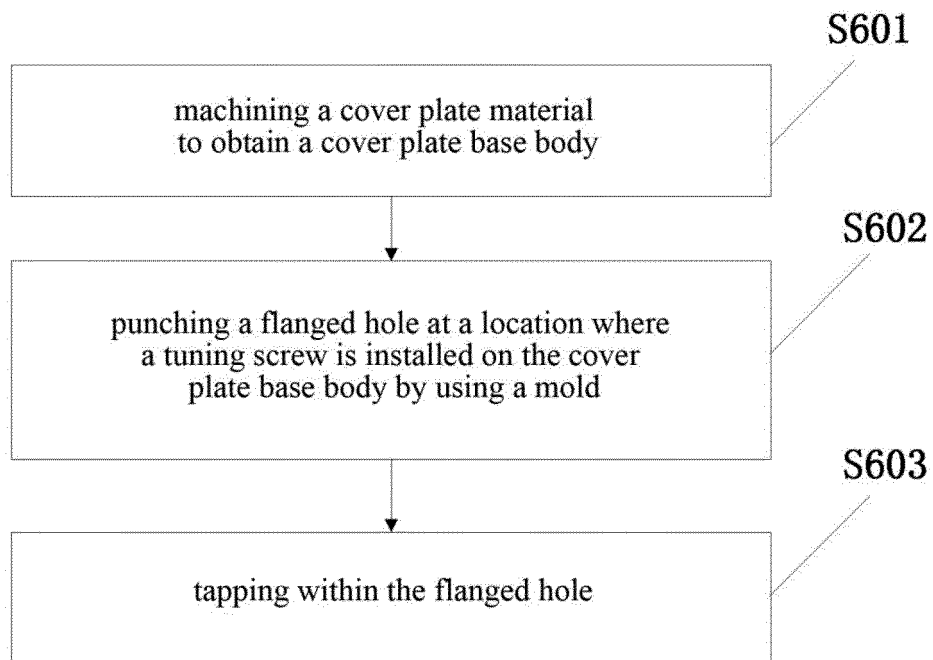 S601
machining a cover plate material
to obtain a cover plate base body
S602
punching a flanged hole at a location where
a tuning screw is installed on the cover
plate base body by using a mold
S603
tapping within the flanged hole